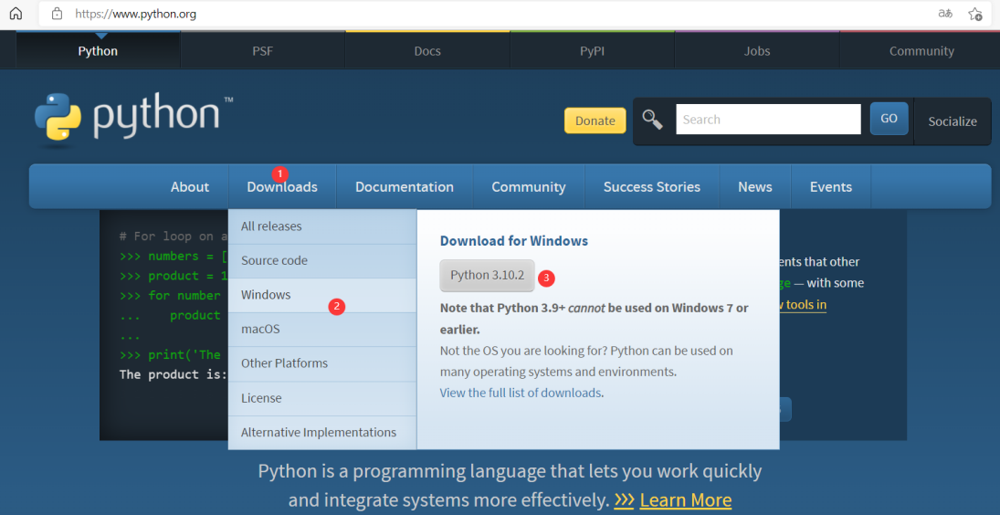 https://www.python.org
Python PSF Docs PyPI Jobs Community
python™
Donate Search GO Socialize
1
About Downloads Documentation Community Success Stories News Events
# For loop on a
>>> numbers = [
>>> product = 1
>>> for number
... product
...
>>> print('The
The product is:
All releases
Source code
Windows
2
macOS
Other Platforms
License
Alternative Implementations
Download for Windows
Python 3.10.2 3
Note that Python 3.9+ cannot be used on Windows 7 or
earlier.
Not the OS you are looking for? Python can be used on
many operating systems and environments.
View the full list of downloads.
ents that other
ge — with some
tools in
Python is a programming language that lets you work quickly
and integrate systems more effectively. >>> Learn More